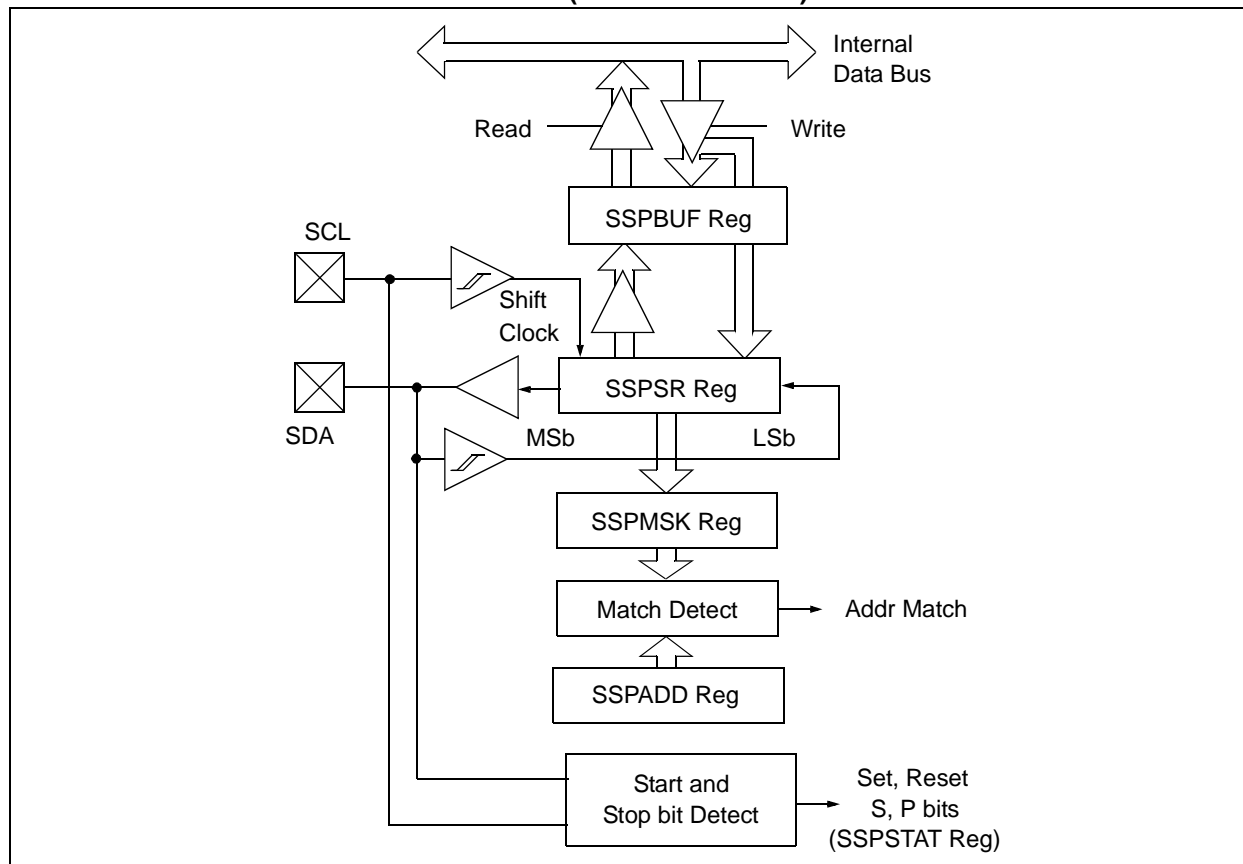 Internal
Data Bus
Read
Write
SSPBUF Reg
SCL
Shift
Clock
SSPSR Reg
SDA
MSb
LSb
SSPMSK Reg
Match Detect
Addr Match
SSPADD Reg
Start and
Stop bit Detect
Set, Reset
S, P bits
(SSPSTAT Reg)